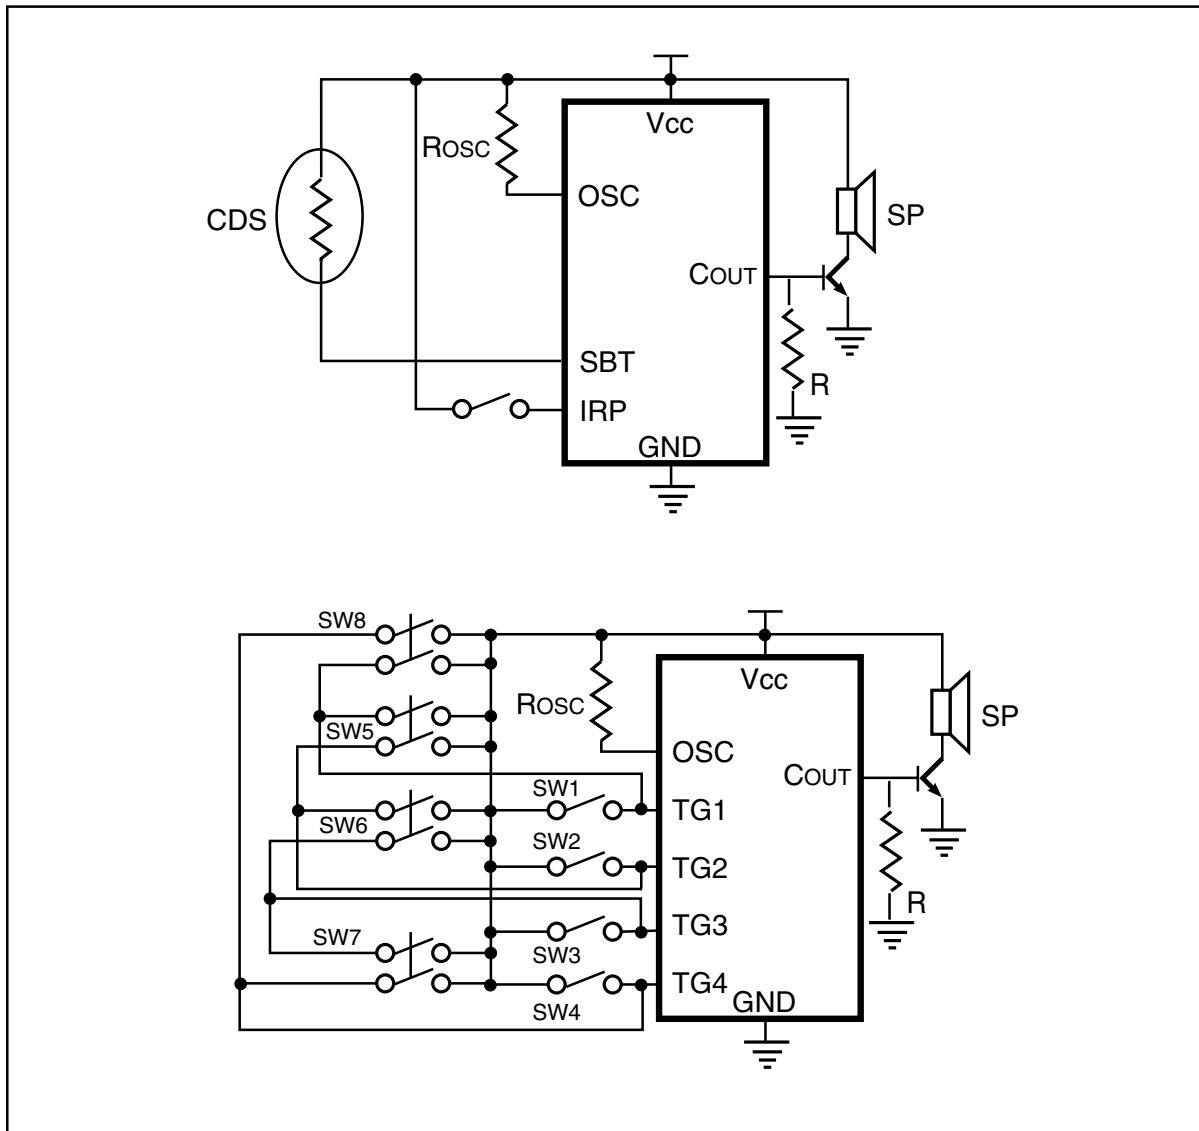 Vcc
ROSC
OSC
CDS
SP
COUT
SBT
R
IRP
GND
SW8
Vcc
ROSC
SP
SW5
OSC
COUT
SW1
TG1
SW6
SW2
TG2
R
TG3
SW7
SW3
TG4
GND
SW4